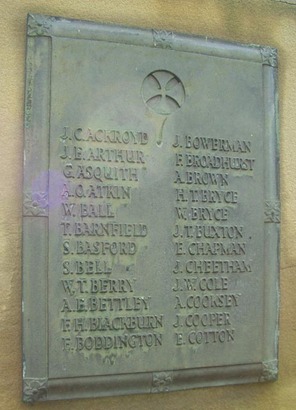 J. C. ACKROYD
J. E. ARTHUR
G. ASQUITH
A. O. ATKIN
W. BALL
T. BARNFIELD
S. BASFORD
S. BELL
W. T. BERRY
A. E. BETTLEY
F. H. BLACKBURN
F. BODDINGTON
J. BOWERMAN
F. BROADHURST
A. BROWN
H. T. BRYCE
W. BRYCE
J. T. BUXTON
E. CHAPMAN
J. CHEETHAM
J. W. COLE
A. COOKSEY
J. COOPER
E. COTTON